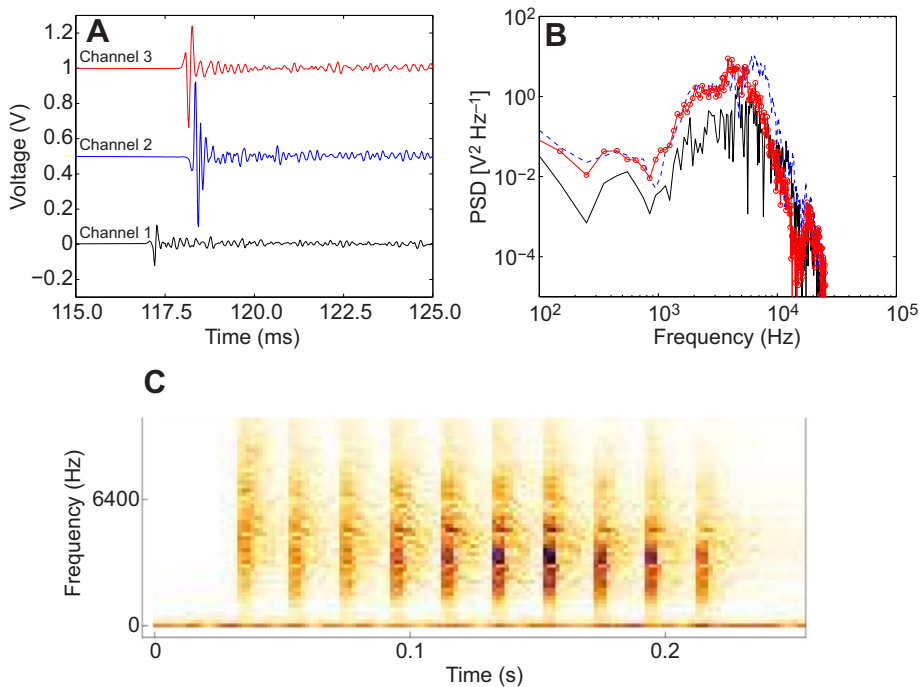 A
Channel 3
Channel 2
Channel 1
1.2
1
0.8
0.6
0.4
0.2
0
−0.2
Voltage (V)
115.0
117.5
120.0
122.5
125.0
Time (ms)
B
10²
10⁰
10⁻²
10⁻⁴
PSD [V² Hz⁻¹]
10²
10³
10⁴
10⁵
Frequency (Hz)
C
6400
0
Frequency (Hz)
0
0.1
0.2
Time (s)